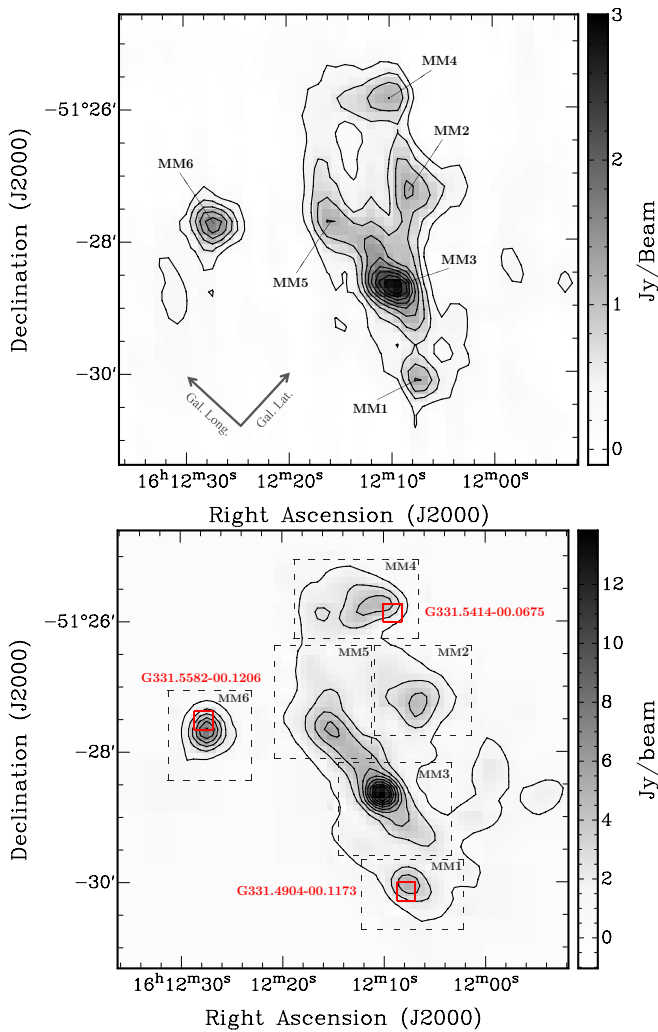 3
MM4
−51°26′
2
MM2
MM6
Declination (J2000)
Jy/Beam
−28′
MM3
MM5
1
−30′
Gal. Long.
Gal. Lat.
MM1
0
16ʰ12ᵐ30ˢ
12ᵐ20ˢ
12ᵐ10ˢ
12ᵐ00ˢ
Right Ascension (J2000)
MM4
12
−51°26′
G331.5414-00.0675
10
MM5
MM2
G331.5582-00.1206
MM6
8
Declination (J2000)
Jy/beam
−28′
6
MM3
4
MM1
−30′
G331.4904-00.1173
2
0
16ʰ12ᵐ30ˢ
12ᵐ20ˢ
12ᵐ10ˢ
12ᵐ00ˢ
Right Ascension (J2000)